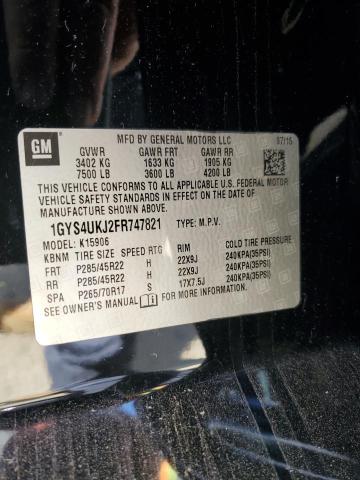 GM
MFD BY GENERAL MOTORS LLC 07/15
GVWR GAWR FRT GAWR RR
3402 KG 1633 KG 1905 KG
7500 LB 3600 LB 4200 LB
THIS VEHICLE CONFORMS TO ALL APPLICABLE U.S. FEDERAL MOTOR
VEHICLE SAFETY STANDARDS IN EFFECT ON THE DATE OF
MANUFACTURE SHOWN ABOVE.
1GYS4UKJ2FR747821 TYPE: M.P.V.
MODEL: K15906
KBNM TIRE SIZE SPEED RTG RIM COLD TIRE PRESSURE
FRT P285/45R22 H 22X9J 240KPA(35PSI)
RR P285/45R22 H 22X9J 240KPA(35PSI)
SPA P265/70R17 S 17X7.5J 240KPA(35PSI)
SEE OWNER'S MANUAL FOR MORE INFORMATION.